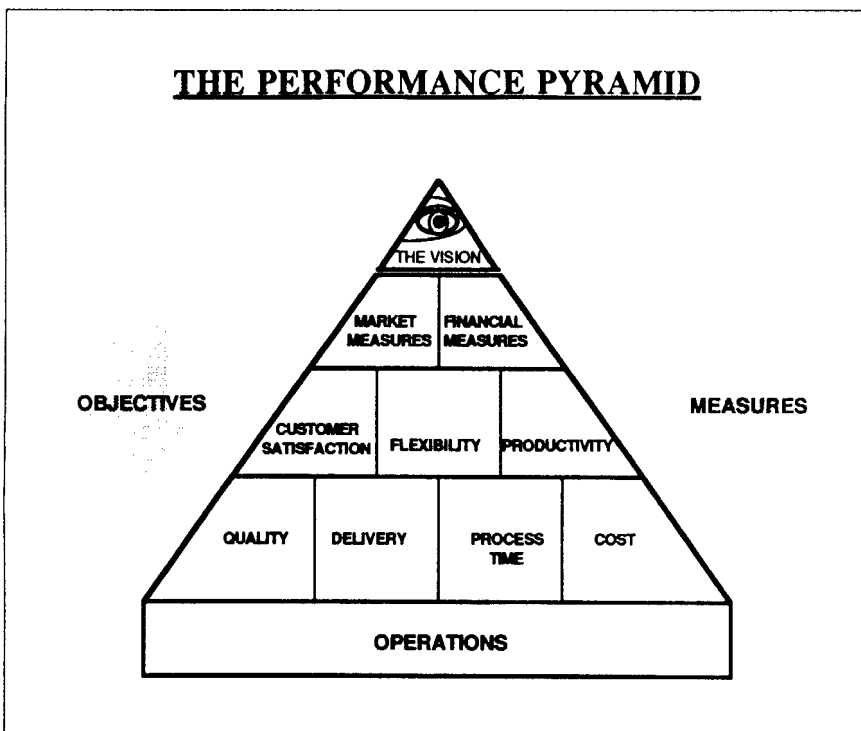 THE PERFORMANCE PYRAMID
THE VISION
MARKET
MEASURES
FINANCIAL
MEASURES
OBJECTIVES
MEASURES
CUSTOMER
SATISFACTION
FLEXIBILITY
PRODUCTIVITY
QUALITY
DELIVERY
PROCESS
TIME
COST
OPERATIONS